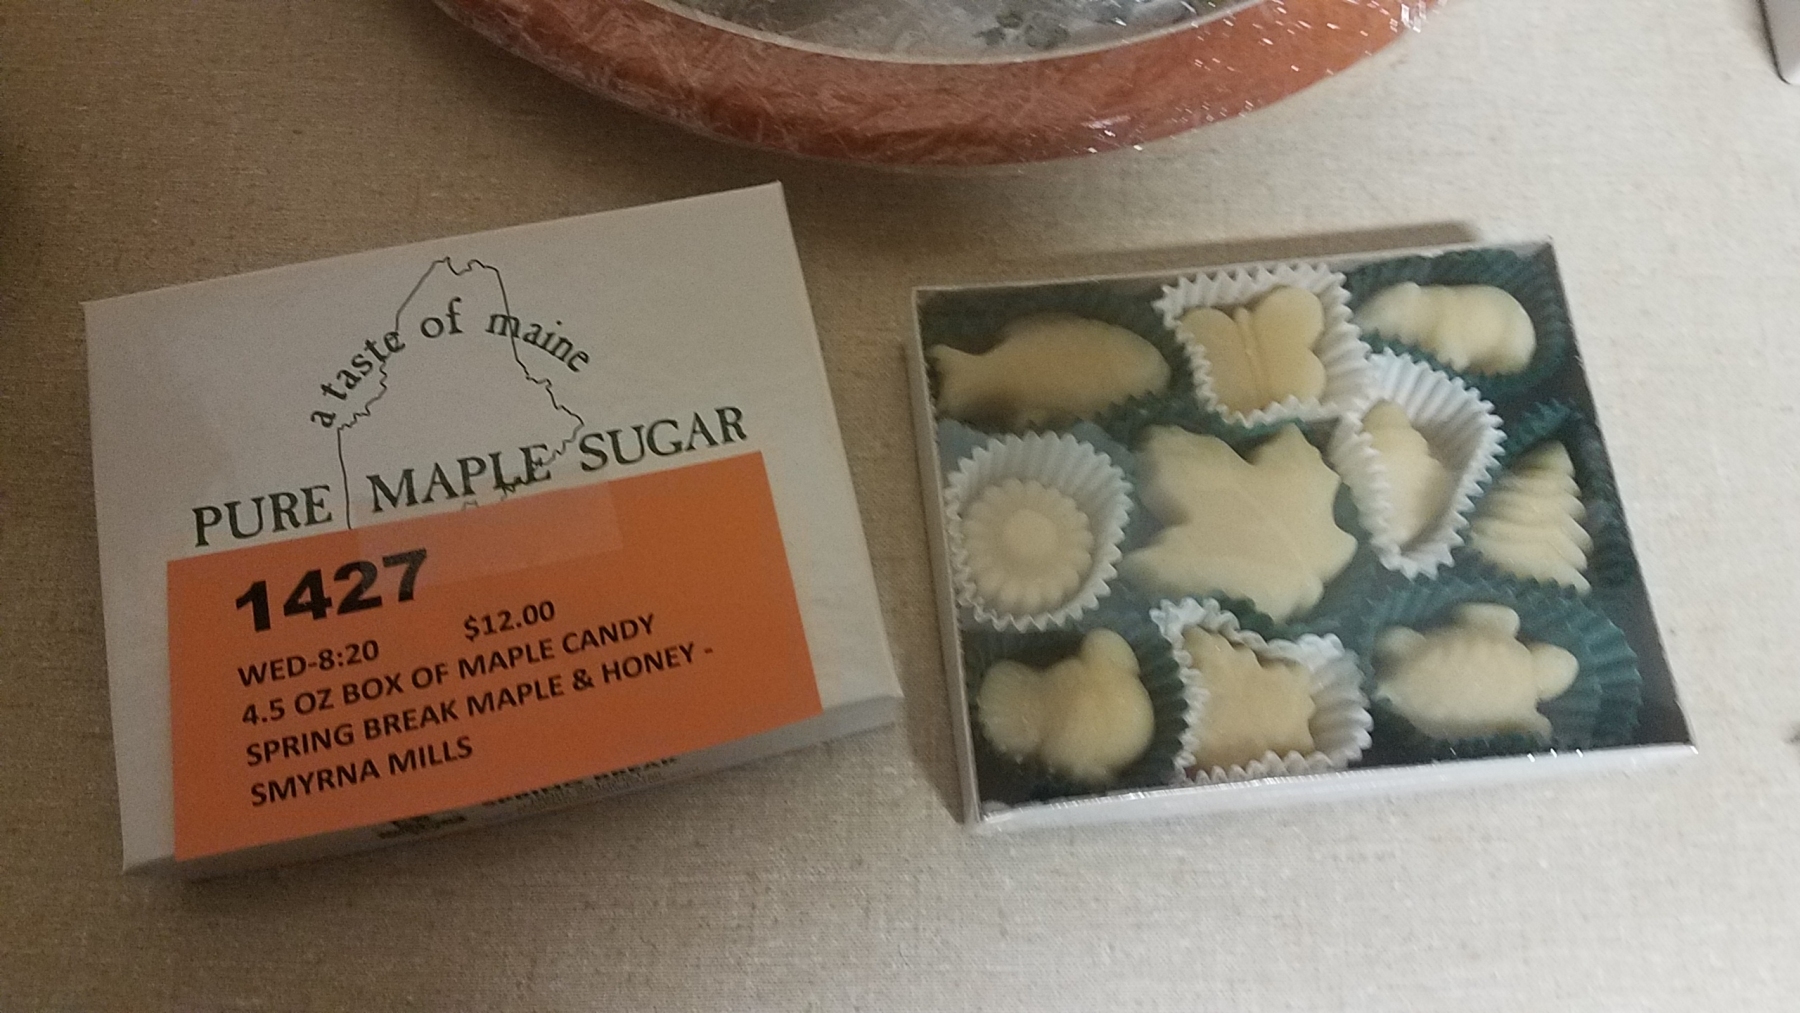 a taste of maine
PURE MAPLE SUGAR
1427
WED-8:20 $12.00
4.5 OZ BOX OF MAPLE CANDY
SPRING BREAK MAPLE & HONEY -
SMYRNA MILLS